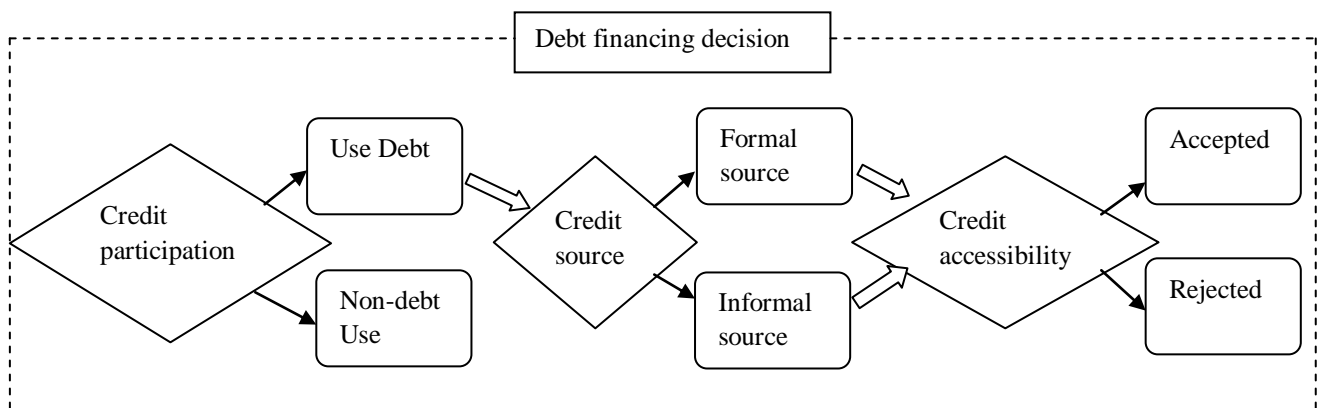 Debt financing decision
Use Debt
Formal
source
Accepted
Credit
participation
Credit
source
Credit
accessibility
Non-debt
Use
Informal
source
Rejected